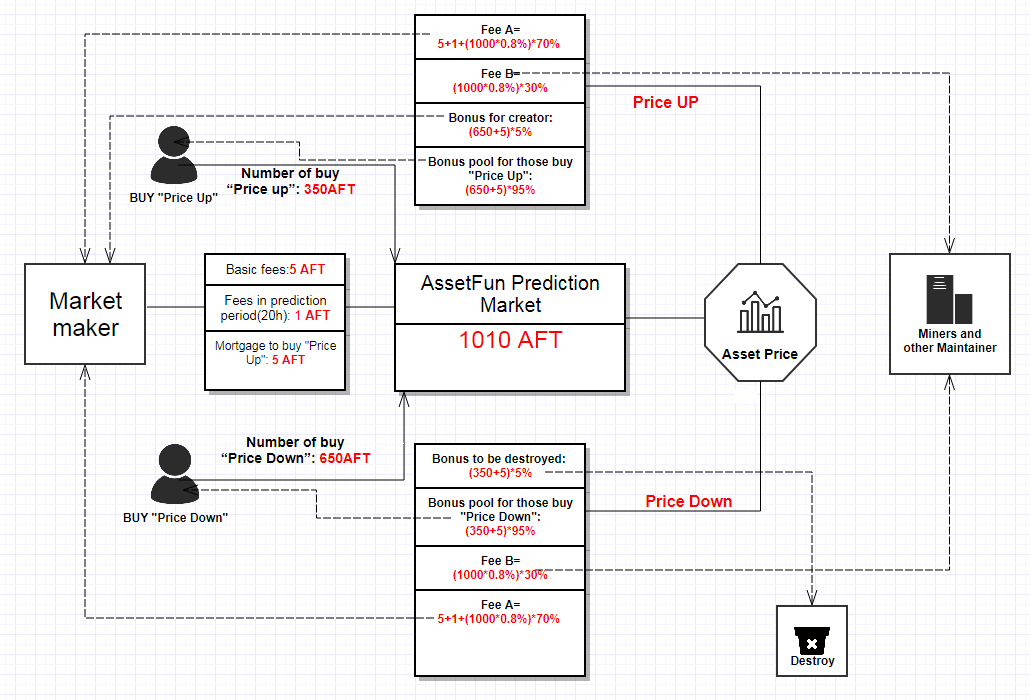 Fee A=
5+1+(1000*0.8%)*70%
Fee B=
(1000*0.8%)*30%
Bonus for creator:
(650+5)*5%
Bonus pool for those buy
"Price Up":
(650+5)*95%
Price UP
BUY "Price Up"
Number of buy
“Price up”: 350AFT
Market
maker
Basic fees:5 AFT
Fees in prediction
period(20h): 1 AFT
Mortgage to buy "Price
Up": 5 AFT
AssetFun Prediction
Market
1010 AFT
Asset Price
Miners and
other Maintainer
Number of buy
“Price Down”: 650AFT
BUY "Price Down"
Bonus to be destroyed:
(350+5)*5%
Bonus pool for those buy
"Price Down":
(350+5)*95%
Fee B=
(1000*0.8%)*30%
Fee A=
5+1+(1000*0.8%)*70%
Price Down
Destroy